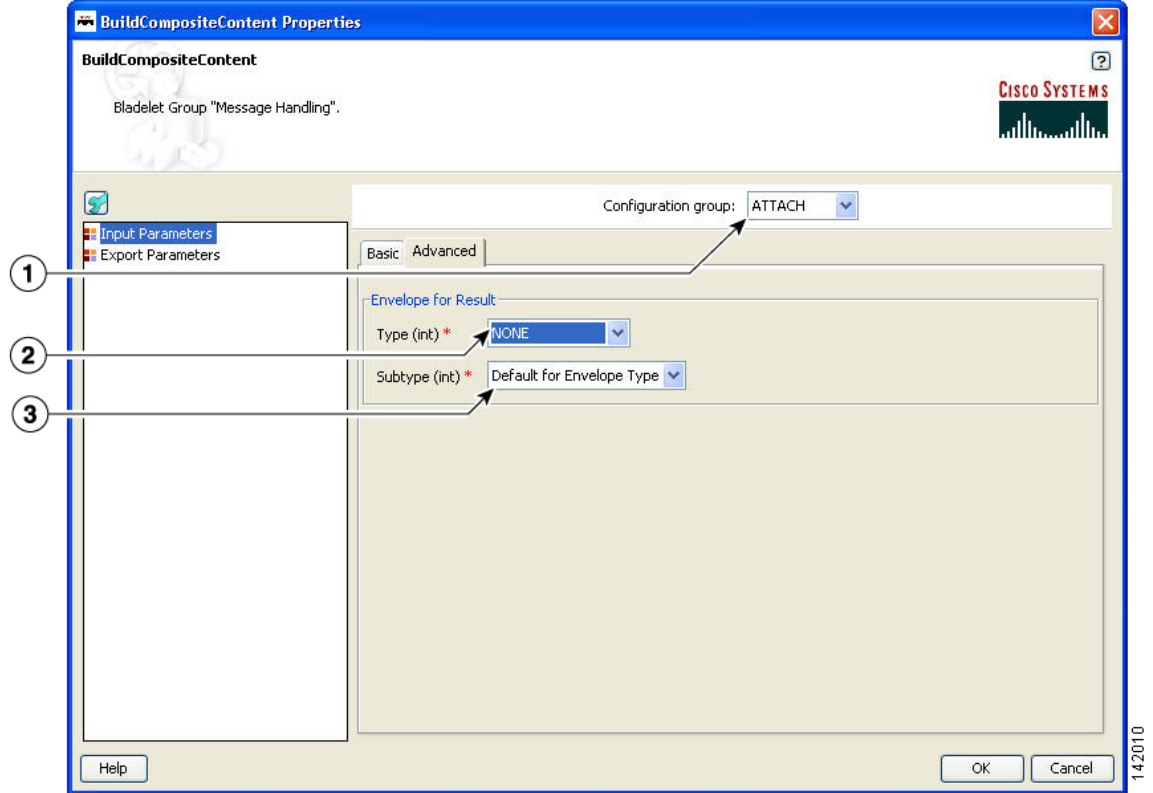 BuildCompositeContent Properties
BuildCompositeContent
Bladelet Group "Message Handling".
?
CISCO SYSTEMS
Configuration group: ATTACH
Input Parameters
Export Parameters
Basic Advanced
1
Envelope for Result
Type (int) * NONE
2
Subtype (int) * Default for Envelope Type
3
Help OK Cancel
142010